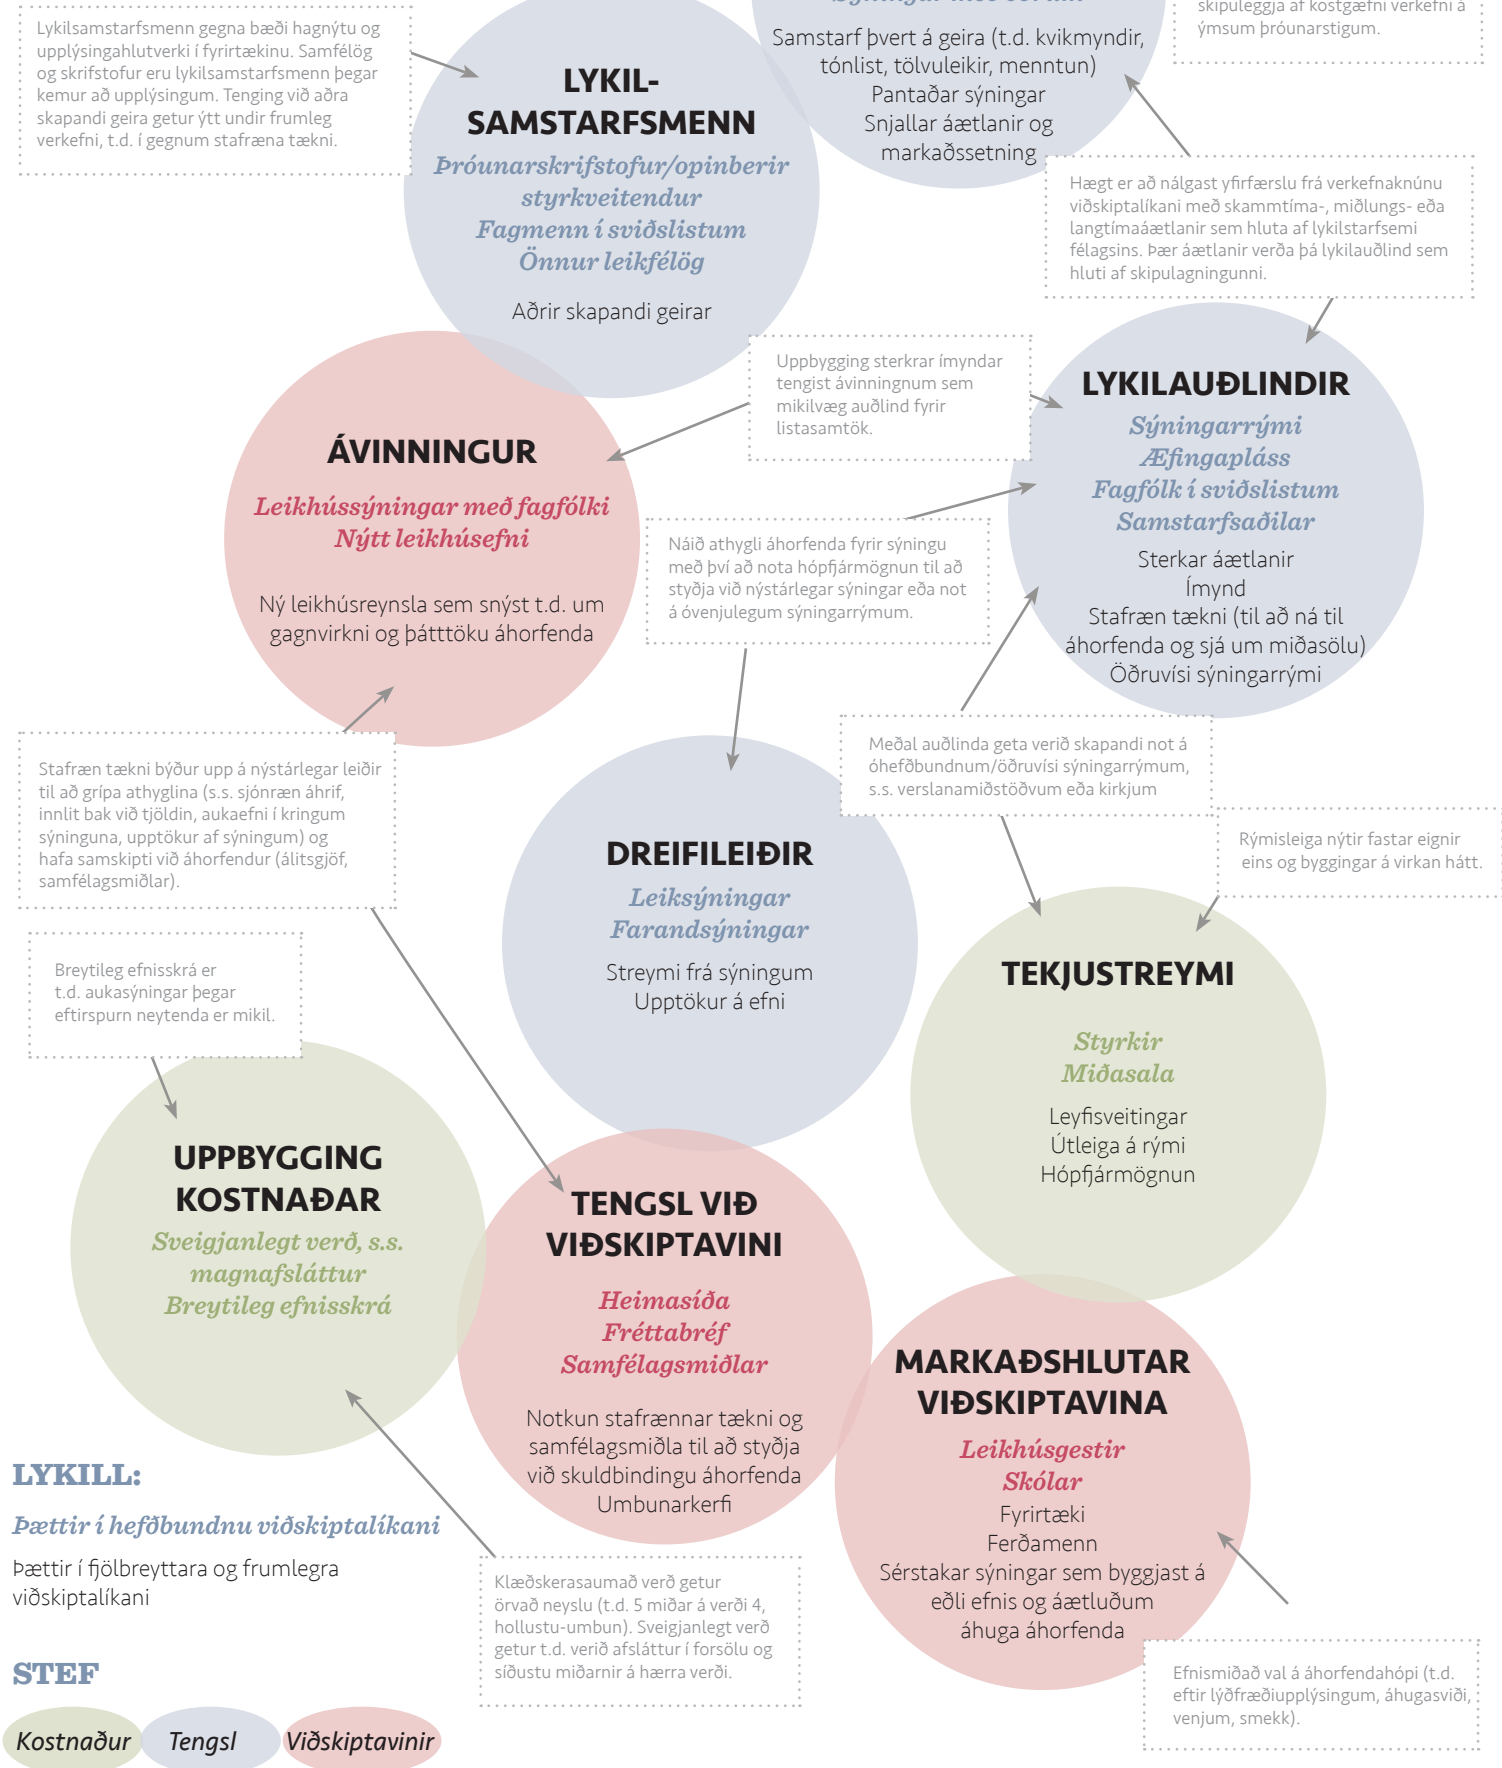 skipuleggja af kostgæfni verkefni á
ýmsum þróunarstigum.
Lykilsamstarfsmenn gegna bæði hagnýtu og
upplýsingahlutverki í fyrirtækinu. Samfélög
og skrifstofur eru lykilsamstarfsmenn þegar
kemur að upplýsingum. Tenging við aðra
skapandi geira getur ýtt undir frumleg
verkefni, t.d. í gegnum stafræna tækni.
LYKIL-
SAMSTARFSMENN
Þróunarskrifstofur/opinberir
styrkveitendur
Fagmenn í sviðslistum
Önnur leikfélög
Aðrir skapandi geirar
Samstarf þvert á geira (t.d. kvikmyndir,
tónlist, tölvuleikir, menntun)
Pantaðar sýningar
Snjallar áætlanir og
markaðssetning
Hægt er að nálgast yfirfærslu frá verkefnaknúnu
viðskiptalíkani með skammtíma-, miðlungs- eða
langtímaáætlanir sem hluta af lykilstarfsemi
félagsins. Þær áætlanir verða þá lykilauðlind sem
hluti af skipulagningunni.
Uppbygging sterkrar ímyndar
tengist ávinningnum sem
mikilvæg auðlind fyrir
listasamtök.
LYKILAUÐLINDIR
Sýningarrými
Æfingapláss
Fagfólk í sviðslistum
Samstarfsaðilar
Sterkar áætlanir
Ímynd
Stafræn tækni (til að ná til
áhorfenda og sjá um miðasölu)
Öðruvísi sýningarrými
ÁVINNINGUR
Leikhússýningar með fagfólki
Nýtt leikhúsefni
Ný leikhúsreynsla sem snýst t.d. um
gagnvirkni og þátttöku áhorfenda
Náið athygli áhorfenda fyrir sýningu
með því að nota hópfjármögnun til að
styðja við nýstárlegar sýningar eða not
á óvenjulegum sýningarrýmum.
Stafræn tækni býður upp á nýstárlegar leiðir
til að grípa athyglina (s.s. sjónræn áhrif,
innlit bak við tjöldin, aukaefni í kringum
sýninguna, upptökur af sýningum) og
hafa samskipti við áhorfendur (álitsgjöf,
samfélagsmiðlar).
Meðal auðlinda geta verið skapandi not á
óhefðbundnum/öðruvísi sýningarrýmum,
s.s. verslanamiðstöðvum eða kirkjum
Rýmisleiga nýtir fastar eignir
eins og byggingar á virkan hátt.
DREIFILEIÐIR
Leiksýningar
Farandsýningar
Streymi frá sýningum
Upptökur á efni
Breytileg efnisskrá er
t.d. aukasýningar þegar
eftirspurn neytenda er mikil.
TEKJUSTREYMI
Styrkir
Miðasala
Leyfisveitingar
Útleiga á rými
Hópfjármögnun
UPPBYGGING
KOSTNAÐAR
Sveigjanlegt verð, s.s.
magnafsláttur
Breytileg efnisskrá
TENGSL VIÐ
VIÐSKIPTAVINI
Heimasíða
Fréttabréf
Samfélagsmiðlar
Notkun stafrænnar tækni og
samfélagsmiðla til að styðja
við skuldbindingu áhorfenda
Umbunarkerfi
MARKAÐSHLUTAR
VIÐSKIPTAVINA
Leikhúsgestir
Skólar
Fyrirtæki
Ferðamenn
Sérstakar sýningar sem byggjast á
eðli efnis og áætluðum
áhuga áhorfenda
LYKILL:
Þættir í hefðbundnu viðskiptalíkani
Þættir í fjölbreyttara og frumlegra
viðskiptalíkani
Klæðskerasaumað verð getur
örvað neyslu (t.d. 5 miðar á verði 4,
hollustu-umbun). Sveigjanlegt verð
getur t.d. verið afsláttur í forsölu og
síðustu miðarnir á hærra verði.
Efnismiðað val á áhorfendahópi (t.d.
eftir lýðfræðiupplýsingum, áhugasviði,
venjum, smekk).
STEF
Kostnaður
Tengsl
Viðskiptavinir